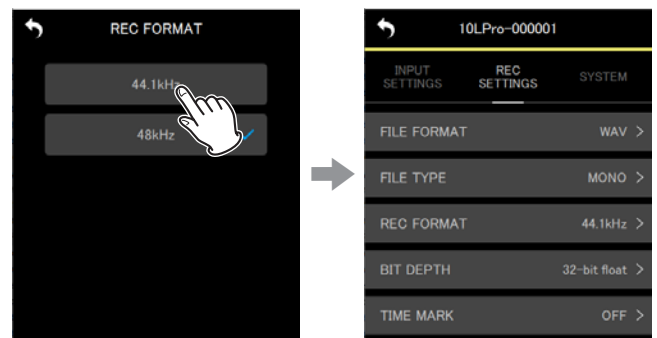 REC FORMAT
44.1kHz
48kHz
10LPro-000001
INPUT SETTINGS
REC SETTINGS
SYSTEM
FILE FORMAT WAV >
FILE TYPE MONO >
REC FORMAT 44.1kHz >
BIT DEPTH 32-bit float >
TIME MARK OFF >